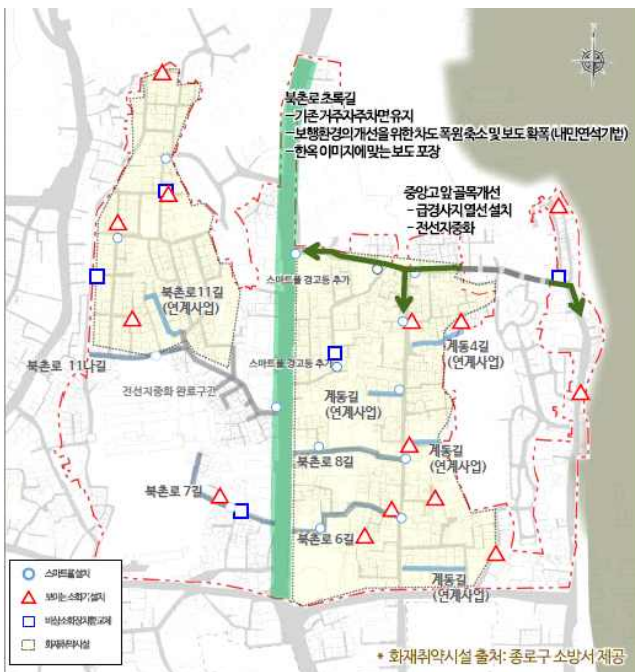 북촌로 초록길
- 기존 거주자주차면 유지
- 보행환경의 개선을 위한 차도 폭원 축소 및 보도 확폭 (내민연석기반)
- 한옥 이미지에 맞는 보도 포장
중앙고 앞 골목개선
- 급경사지 열선 설치
- 전선지중화
스마트폴 경고등 추가
북촌로11길
(연계사업)
계동4길
(연계사업)
북촌로 11나길
스마트폴 경고등 추가
전선지중화 완료구간
계동길
(연계사업)
북촌로 8길
계동길
(연계사업)
북촌로 7길
북촌로 6길
계동길
(연계사업)
스마트폴 설치
보이는 소화기 설치
비상소화장치함 교체
화재취약시설
* 화재취약시설 출처: 종로구 소방서 제공